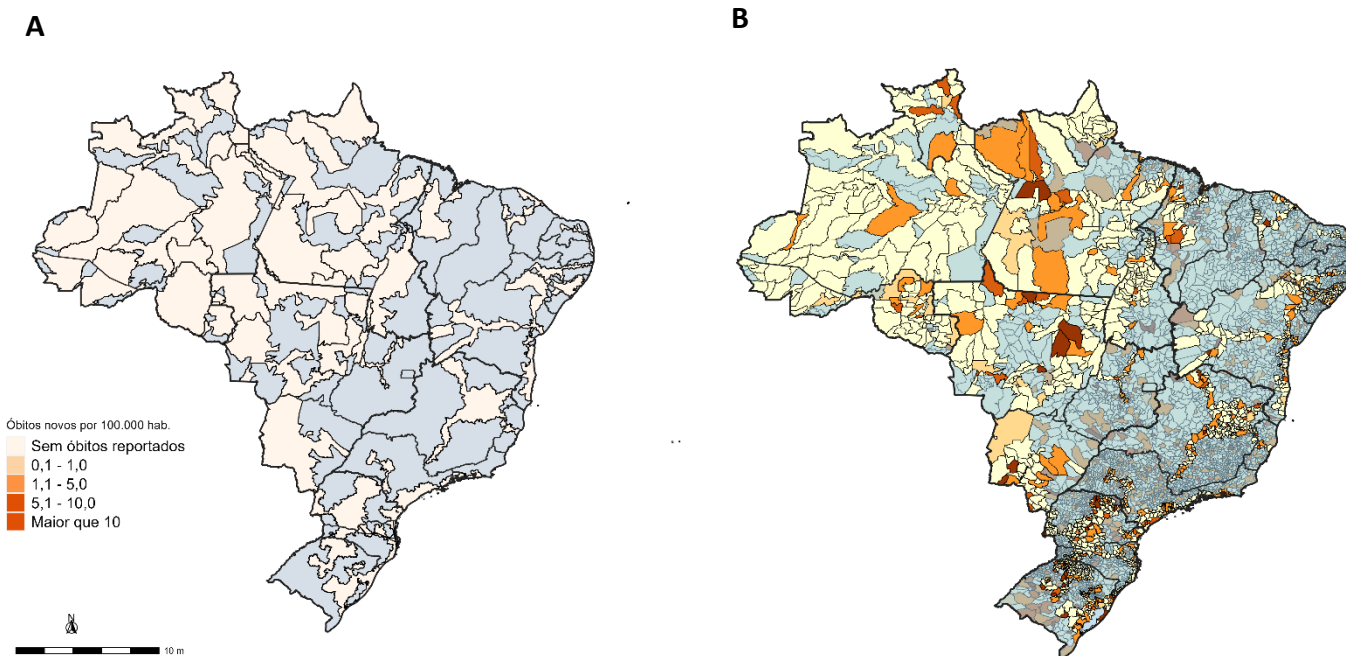 A
B
Óbitos novos por 100.000 hab.
Sem óbitos reportados
0,1 - 1,0
1,1 - 5,0
5,1 - 10,0
Maior que 10
N
10 m